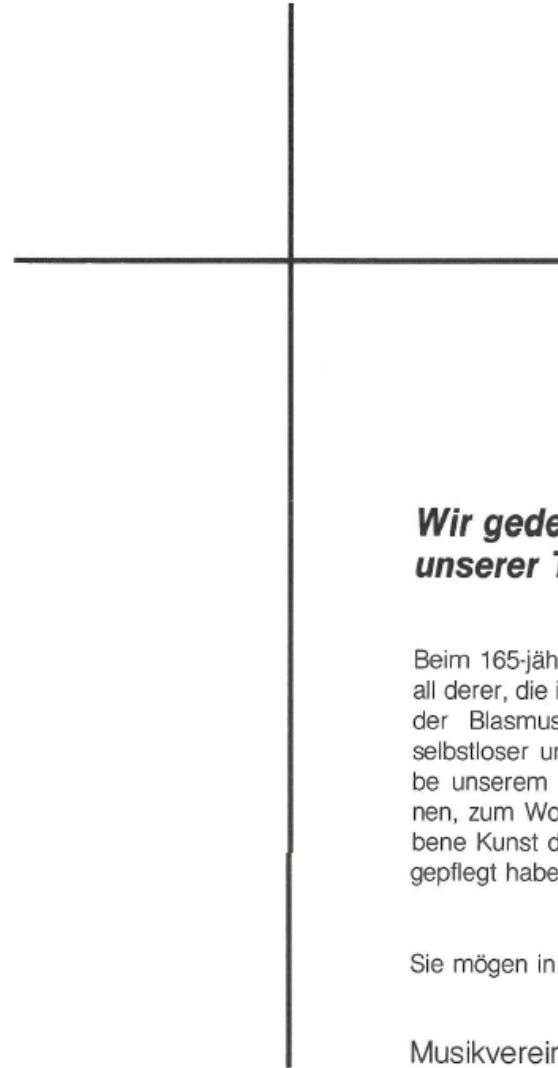 Wir gede
unserer T
Beim 165-jäh
all derer, die i
der Blasmus
selbstloser un
be unserem
nen, zum Wo
bene Kunst d
gepflegt habe
Sie mögen in
Musikverein